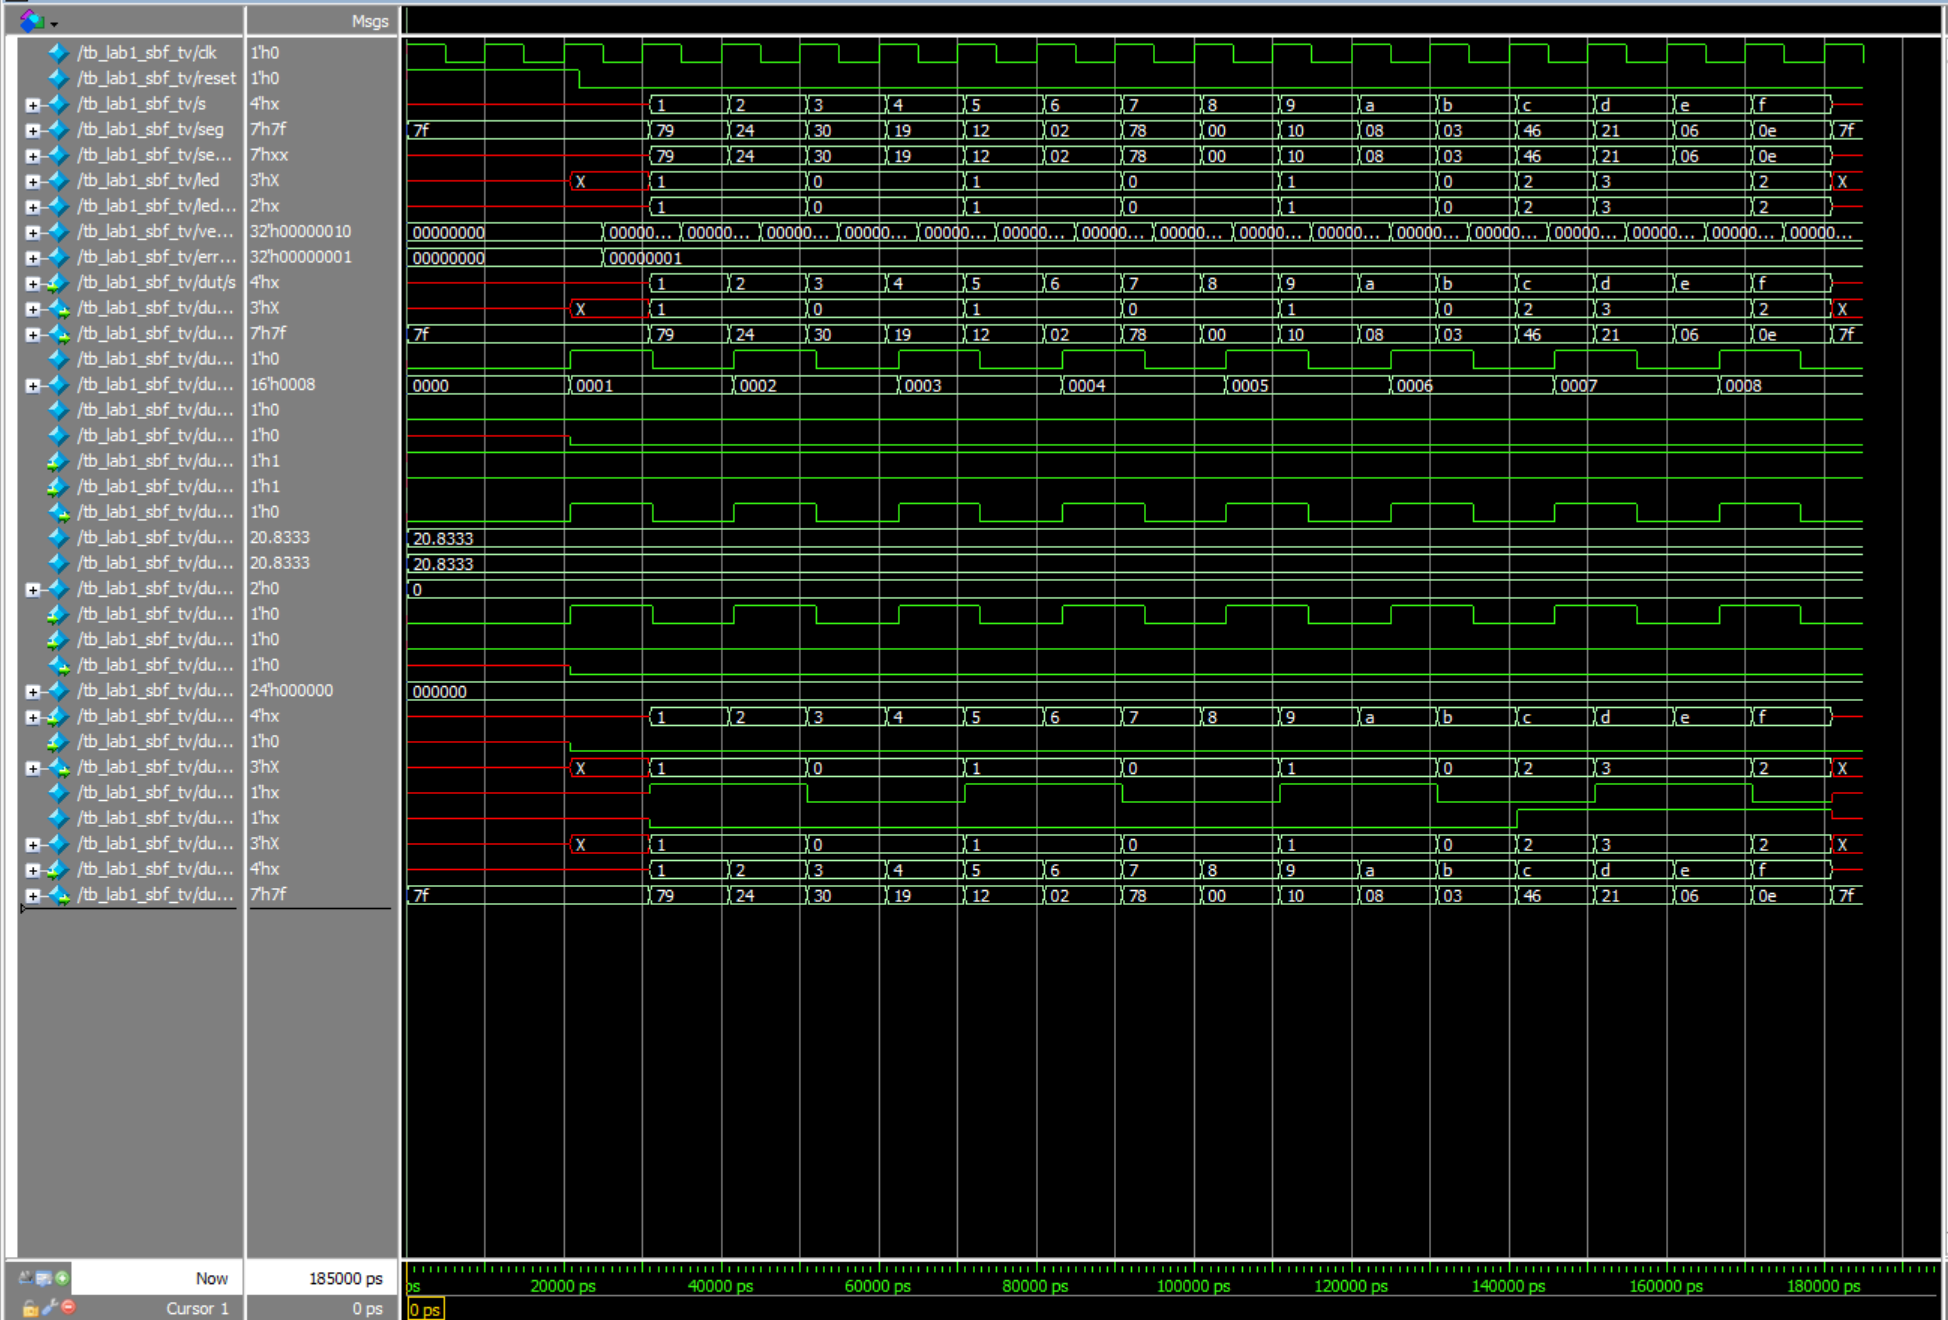 Msgs
/tb_lab1_sbf_tv/clk 1'h0
/tb_lab1_sbf_tv/reset 1'h0
/tb_lab1_sbf_tv/s 4'hx 1 2 3 4 5 6 7 8 9 a b c d e f
/tb_lab1_sbf_tv/seg 7'h7f 7f 79 24 30 19 12 02 78 00 10 08 03 46 21 06 0e 7f
/tb_lab1_sbf_tv/se... 7'hxx 79 24 30 19 12 02 78 00 10 08 03 46 21 06 0e
/tb_lab1_sbf_tv/led 3'hX X 1 0 1 0 1 0 2 3 2 X
/tb_lab1_sbf_tv/led... 2'hx 1 0 1 0 1 0 2 3 2
/tb_lab1_sbf_tv/ve... 32'h00000010 00000000 00000... 00000... 00000... 00000... 00000... 00000... 00000... 00000... 00000... 00000... 00000... 00000... 00000... 00000... 00000... 00000...
/tb_lab1_sbf_tv/err... 32'h00000001 00000000 00000001
/tb_lab1_sbf_tv/dut/s 4'hx 1 2 3 4 5 6 7 8 9 a b c d e f
/tb_lab1_sbf_tv/du... 3'hX X 1 0 1 0 1 0 2 3 2 X
/tb_lab1_sbf_tv/du... 7'h7f 7f 79 24 30 19 12 02 78 00 10 08 03 46 21 06 0e 7f
/tb_lab1_sbf_tv/du... 1'h0
/tb_lab1_sbf_tv/du... 16'h0008 0000 0001 0002 0003 0004 0005 0006 0007 0008
/tb_lab1_sbf_tv/du... 1'h0
/tb_lab1_sbf_tv/du... 1'h0
/tb_lab1_sbf_tv/du... 1'h1
/tb_lab1_sbf_tv/du... 1'h1
/tb_lab1_sbf_tv/du... 1'h0
/tb_lab1_sbf_tv/du... 20.8333 20.8333
/tb_lab1_sbf_tv/du... 20.8333 20.8333
/tb_lab1_sbf_tv/du... 2'h0 0
/tb_lab1_sbf_tv/du... 1'h0
/tb_lab1_sbf_tv/du... 1'h0
/tb_lab1_sbf_tv/du... 1'h0
/tb_lab1_sbf_tv/du... 24'h000000 000000
/tb_lab1_sbf_tv/du... 4'hx 1 2 3 4 5 6 7 8 9 a b c d e f
/tb_lab1_sbf_tv/du... 1'h0
/tb_lab1_sbf_tv/du... 3'hX X 1 0 1 0 1 0 2 3 2 X
/tb_lab1_sbf_tv/du... 1'hx
/tb_lab1_sbf_tv/du... 1'hx
/tb_lab1_sbf_tv/du... 3'hX X 1 0 1 0 1 0 2 3 2 X
/tb_lab1_sbf_tv/du... 4'hx 1 2 3 4 5 6 7 8 9 a b c d e f
/tb_lab1_sbf_tv/du... 7'h7f 7f 79 24 30 19 12 02 78 00 10 08 03 46 21 06 0e 7f
Now 185000 ps ps 20000 ps 40000 ps 60000 ps 80000 ps 100000 ps 120000 ps 140000 ps 160000 ps 180000 ps
Cursor 1 0 ps 0 ps